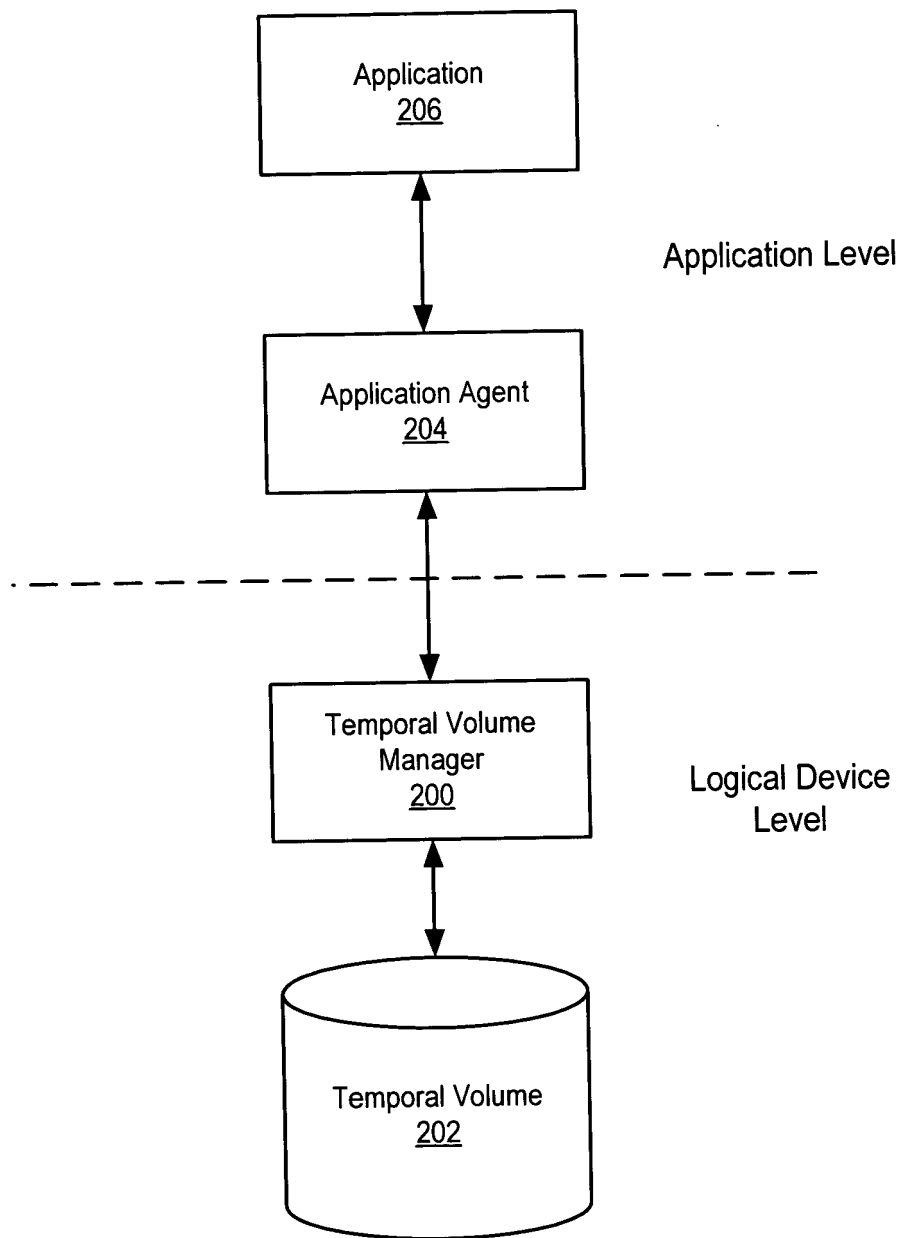 Application
206
Application Level
Application Agent
204
Temporal Volume
Manager
200
Logical Device
Level
Temporal Volume
202